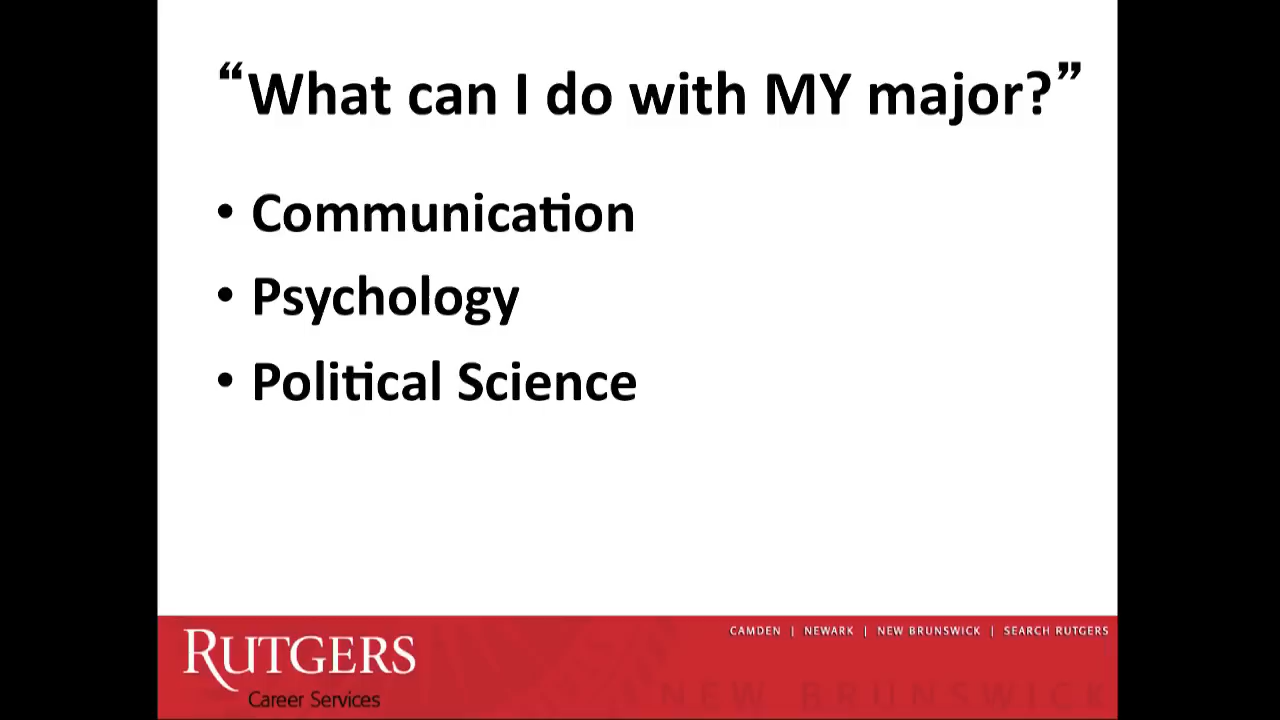 “What can I do with MY major?”
• Communication
• Psychology
• Political Science
RUTGERS
Career Services
CAMDEN | NEWARK | NEW BRUNSWICK | SEARCH RUTGERS
NEW BRUNSWICK